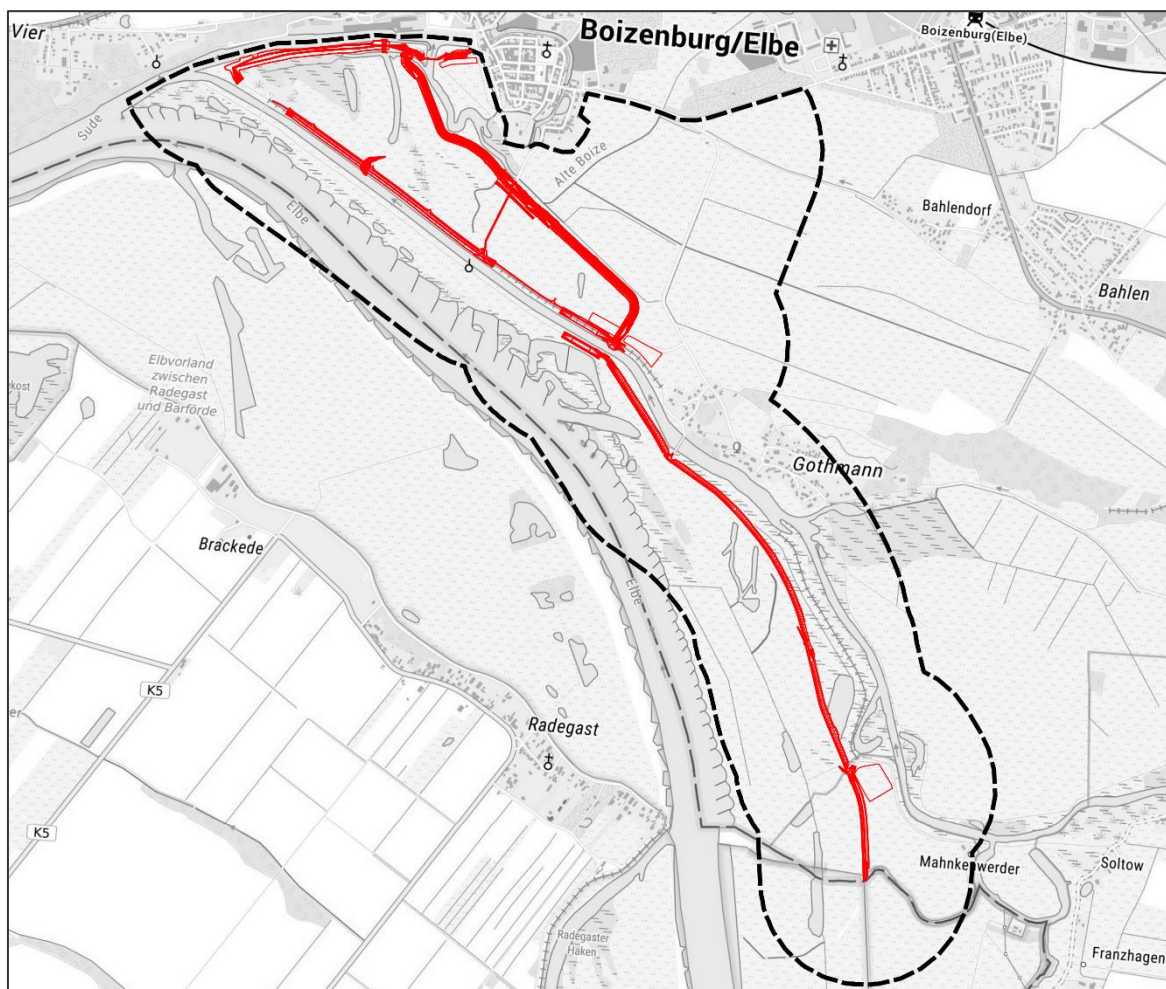 Vier
Boizenburg/Elbe
Boizenburg(Elbe)
Sude
Alte Boize
Elbe
Bahlendorf
Bahlen
Elbvorland
zwischen
Radegast
und Barförde
Gothmann
Brackede
Elbe
K5
Radegast
K5
Soltow
Radegaster
Haken
Franzhagen